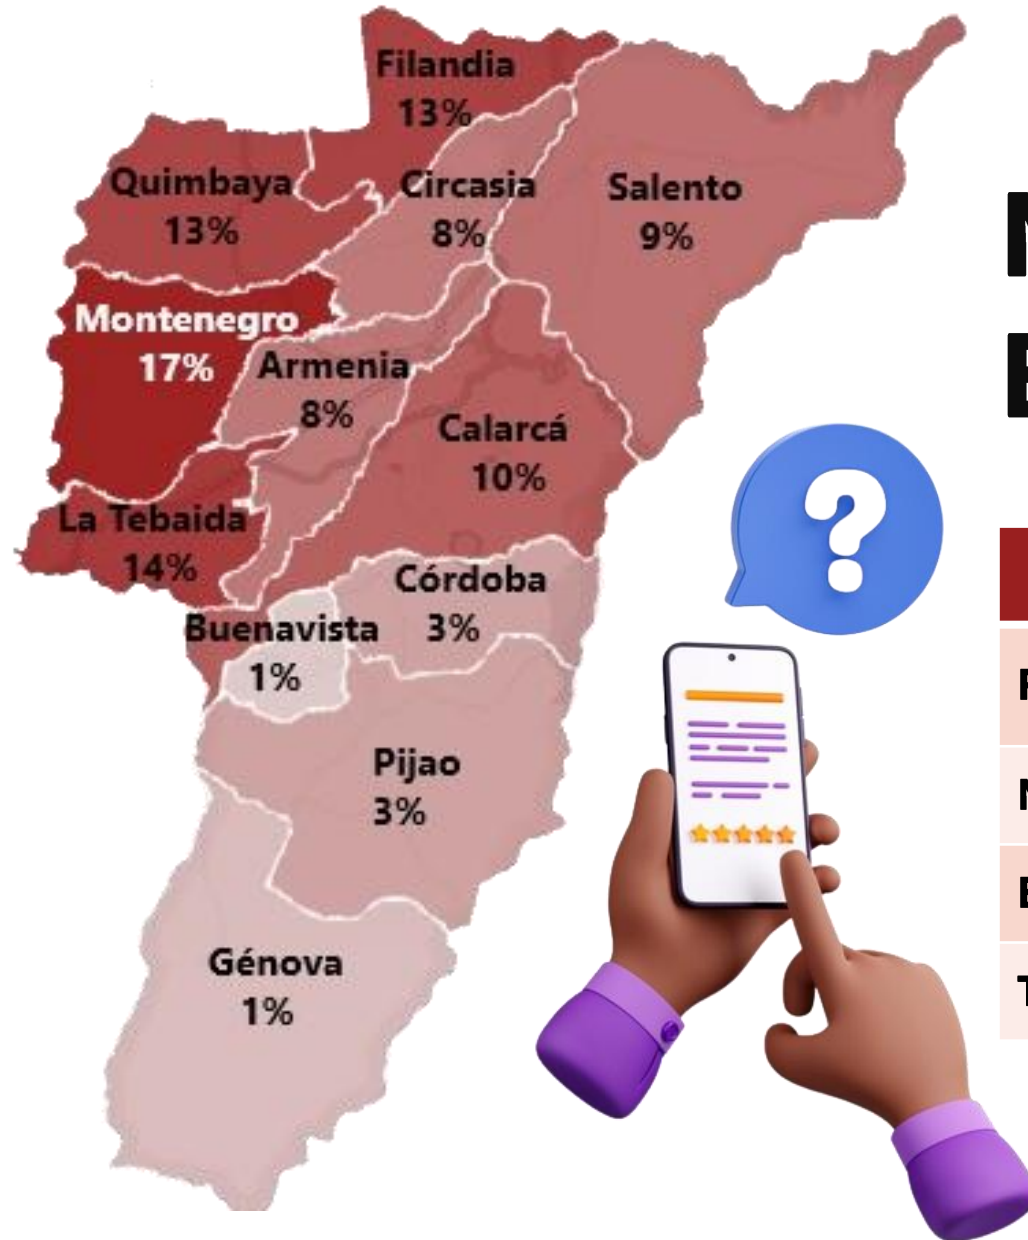 Filandia
13%
Quimbaya
13%
Circasia
8%
Salento
9%
Montenegro
17%
Armenia
8%
Calarcá
10%
La Tebaida
14%
Córdoba
3%
Buenavista
1%
Pijao
3%
Génova
1%
?